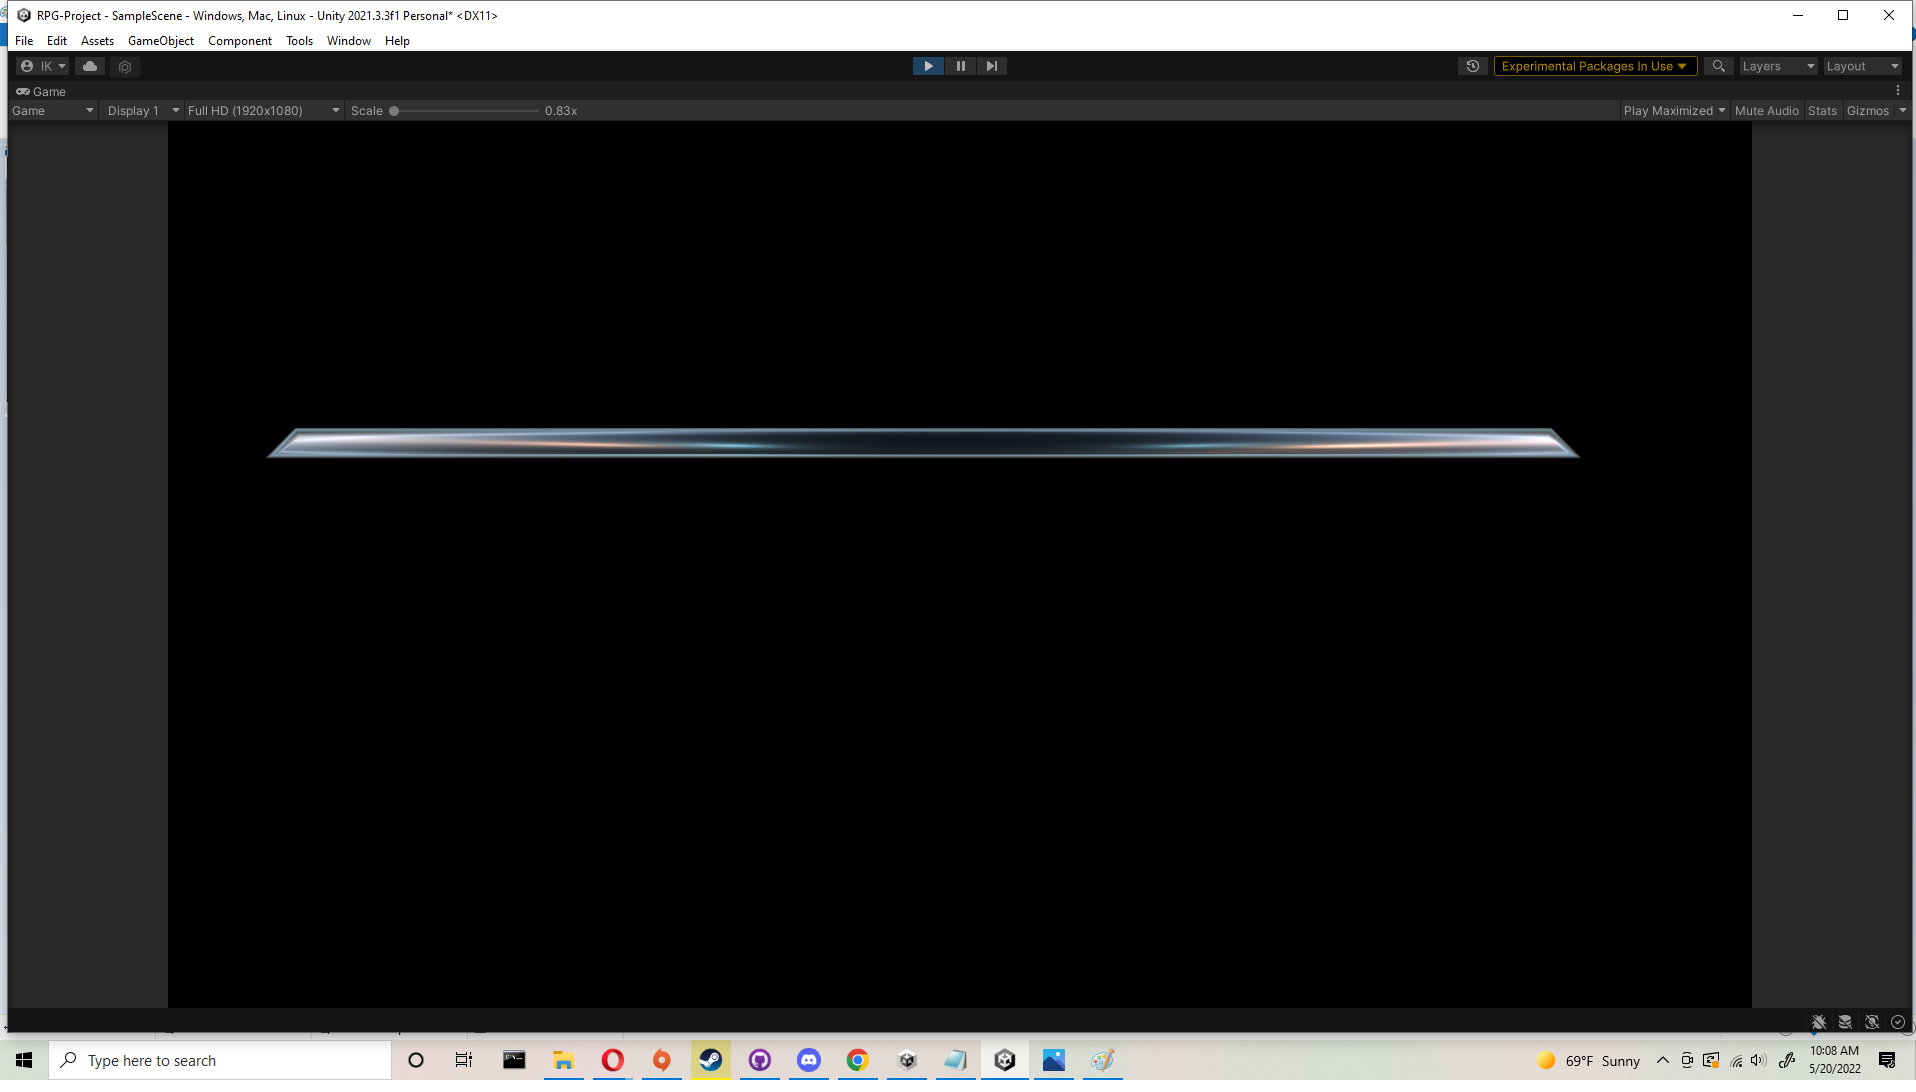 RPG-Project - SampleScene - Windows, Mac, Linux - Unity 2021.3.3f1 Personal* <DX11>
File Edit Assets GameObject Component Tools Window Help
IK Experimental Packages In Use Layers Layout
Game
Game Display 1 Full HD (1920x1080) Scale 0.83x Play Maximized Mute Audio Stats Gizmos
Type here to search 69°F Sunny 10:08 AM
5/20/2022